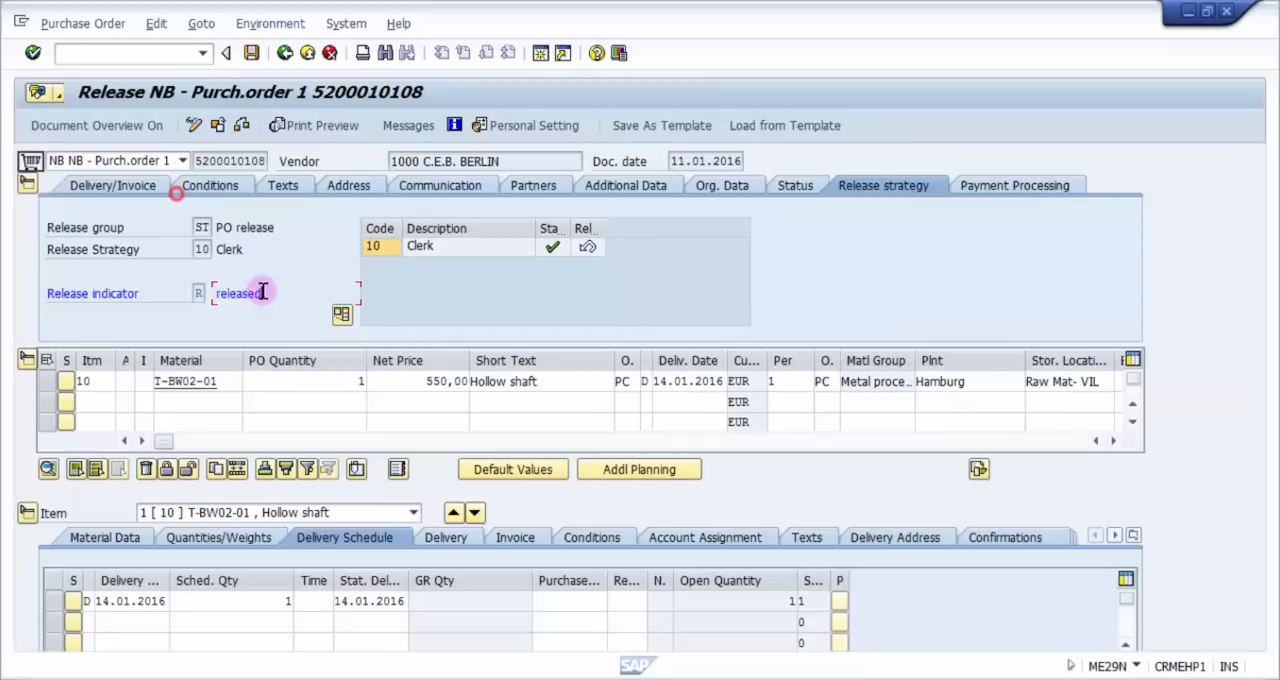 Purchase Order Edit Goto Environment System Help
Release NB - Purch.order 1 5200010108
Document Overview On Print Preview Messages Personal Setting Save As Template Load from Template
NB NB - Purch.order 1 5200010108 Vendor 1000 C.E.B. BERLIN Doc. date 11.01.2016
Delivery/Invoice Conditions Texts Address Communication Partners Additional Data Org. Data Status Release strategy Payment Processing
Release group ST PO release Code Description Sta... Rel...
Release Strategy 10 Clerk 10 Clerk
Release indicator R released
S Itm A I Material PO Quantity Net Price Short Text O. Deliv. Date Cu... Per O. Matl Group Plnt Stor. Locati...
10 T-BW02-01 1 550,00 Hollow shaft PC D 14.01.2016 EUR 1 PC Metal proce... Hamburg Raw Mat- VIL
EUR
EUR
Default Values Addl Planning
Item 1 [ 10 ] T-BW02-01 , Hollow shaft
Material Data Quantities/Weights Delivery Schedule Delivery Invoice Conditions Account Assignment Texts Delivery Address Confirmations
S Delivery ... Sched. Qty Time Stat. Del... GR Qty Purchase... Re... N. Open Quantity S... P
D 14.01.2016 1 14.01.2016 1 1
0
0
SAP ME29N CRMEHP1 INS